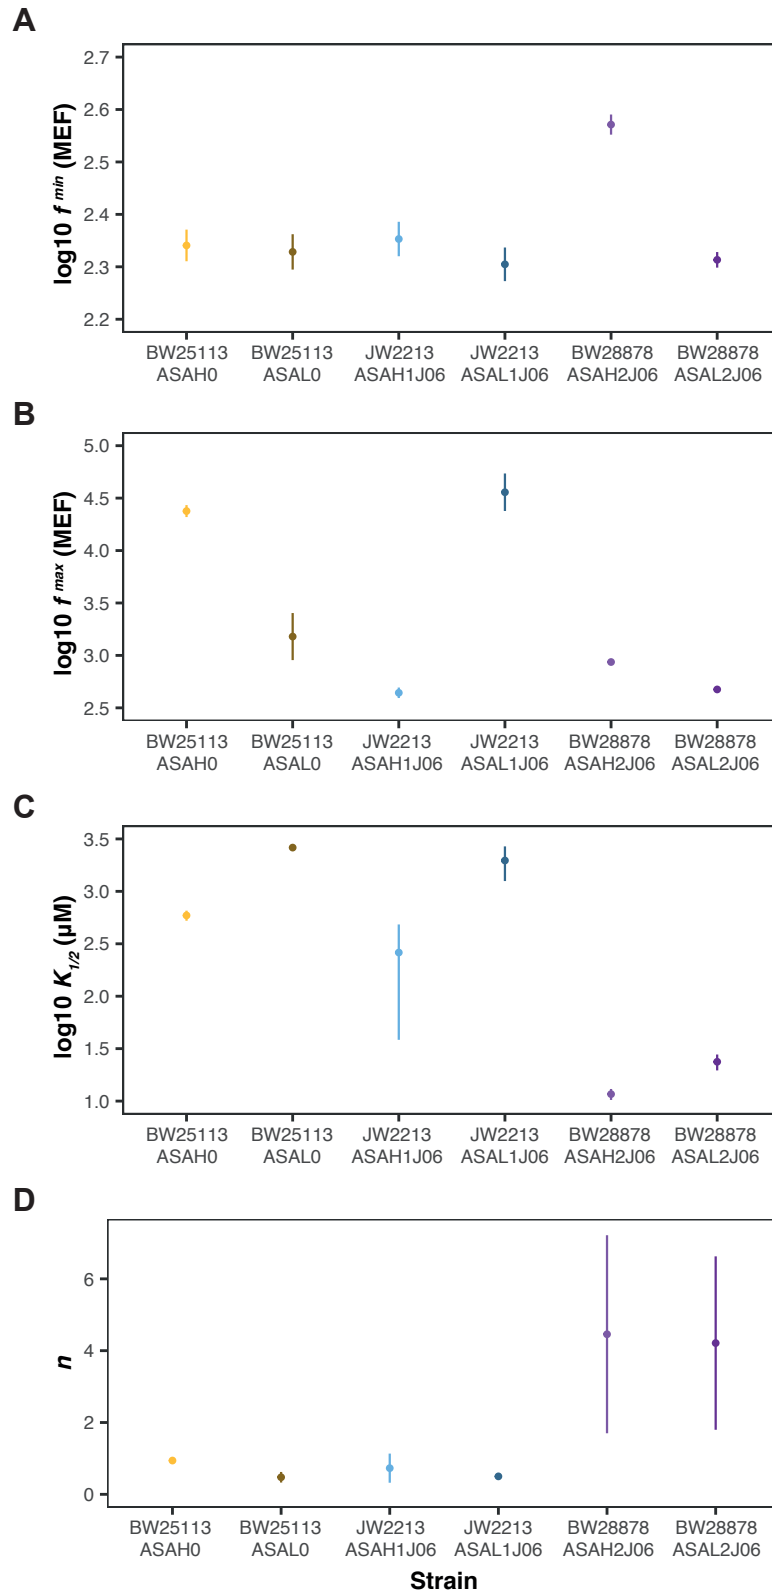 A
log10 f min (MEF)
2.7
2.6
2.5
2.4
2.3
2.2
BW25113 BW25113 JW2213 JW2213 BW28878 BW28878
ASAH0 ASAL0 ASAH1J06 ASAL1J06 ASAH2J06 ASAL2J06
B
log10 f max (MEF)
5.0
4.5
4.0
3.5
3.0
2.5
BW25113 BW25113 JW2213 JW2213 BW28878 BW28878
ASAH0 ASAL0 ASAH1J06 ASAL1J06 ASAH2J06 ASAL2J06
C
log10 K1/2 (µM)
3.5
3.0
2.5
2.0
1.5
1.0
BW25113 BW25113 JW2213 JW2213 BW28878 BW28878
ASAH0 ASAL0 ASAH1J06 ASAL1J06 ASAH2J06 ASAL2J06
D
n
6
4
2
0
BW25113 BW25113 JW2213 JW2213 BW28878 BW28878
ASAH0 ASAL0 ASAH1J06 ASAL1J06 ASAH2J06 ASAL2J06
Strain